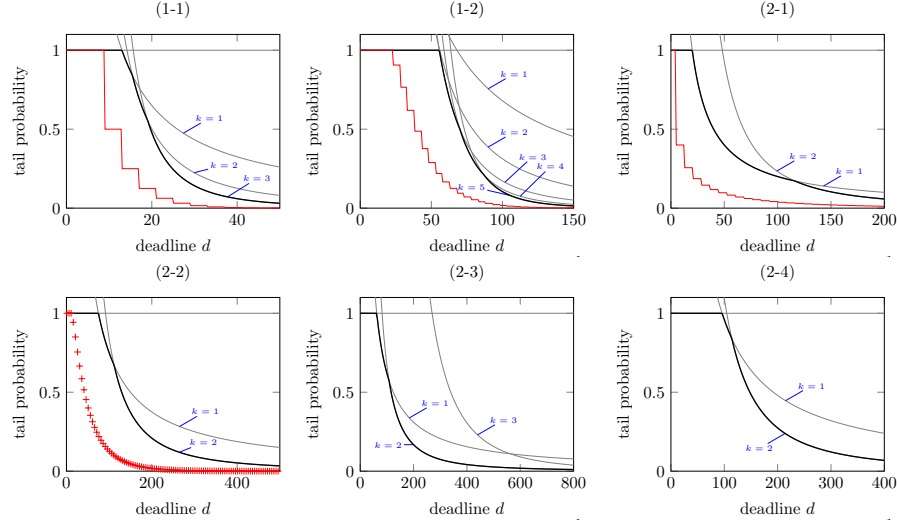 (1-1)
1
0.5
0
tail probability
k = 1
k = 2
k = 3
0 20 40
deadline d
(1-2)
1
0.5
0
tail probability
k = 1
k = 2
k = 3
k = 4
k = 5
0 50 100 150
deadline d
(2-1)
1
0.5
0
tail probability
k = 2
k = 1
0 50 100 150 200
deadline d
(2-2)
1
0.5
0
tail probability
k = 1
k = 2
0 200 400
deadline d
(2-3)
1
0.5
0
tail probability
k = 1
k = 3
k = 2
0 200 400 600 800
deadline d
(2-4)
1
0.5
0
tail probability
k = 1
k = 2
0 100 200 300 400
deadline d